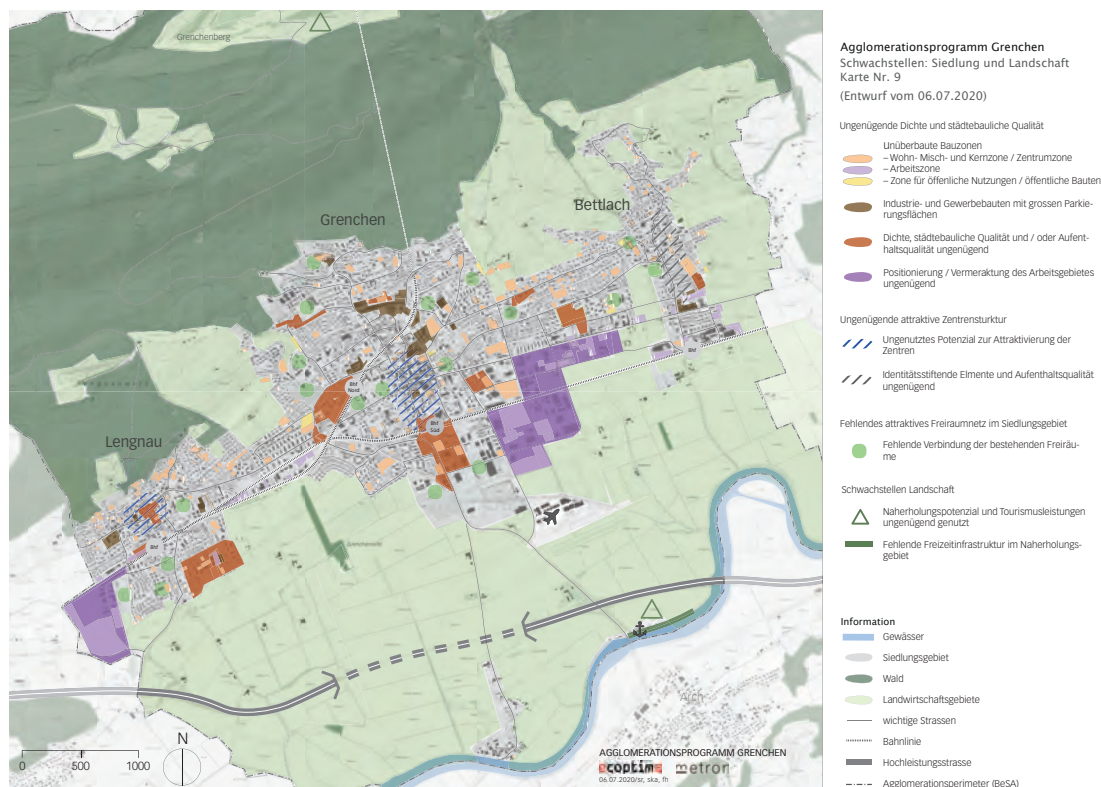 Grenchenberg
Grenchen
Bettlach
Lengnau
Bhf
Nord
Bhf
Süd
Bhf
Bhf
Arch
N
0 500 1000
AGGLOMERATIONSPROGRAMM GRENCHEN
ecoptima metron
06.07.2020/sr, ska, fh
Agglomerationsprogramm Grenchen
Schwachstellen: Siedlung und Landschaft
Karte Nr. 9
(Entwurf vom 06.07.2020)
Ungenügende Dichte und städtebauliche Qualität
Unüberbaute Bauzonen
– Wohn- Misch- und Kernzone / Zentrumzone
– Arbeitszone
– Zone für öffenliche Nutzungen / öffentliche Bauten
Industrie- und Gewerbebauten mit grossen Parkie-
rungsflächen
Dichte, städtebauliche Qualität und / oder Aufent-
haltsqualität ungenügend
Positionierung / Vermeraktung des Arbeitsgebietes
ungenügend
Ungenügende attraktive Zentrensturktur
Ungenutztes Potenzial zur Attraktivierung der
Zentren
Identitätsstiftende Elmente und Aufenthaltsqualität
ungenügend
Fehlendes attraktives Freiraumnetz im Siedlungsgebiet
Fehlende Verbindung der bestehenden Freiräu-
me
Schwachstellen Landschaft
Naherholungspotenzial und Tourismusleistungen
ungenügend genutzt
Fehlende Freizeitinfrastruktur im Naherholungs-
gebiet
Information
Gewässer
Siedlungsgebiet
Wald
Landwirtschaftsgebiete
wichtige Strassen
Bahnlinie
Hochleistungsstrasse
Agglomerationsperimeter (BeSA)